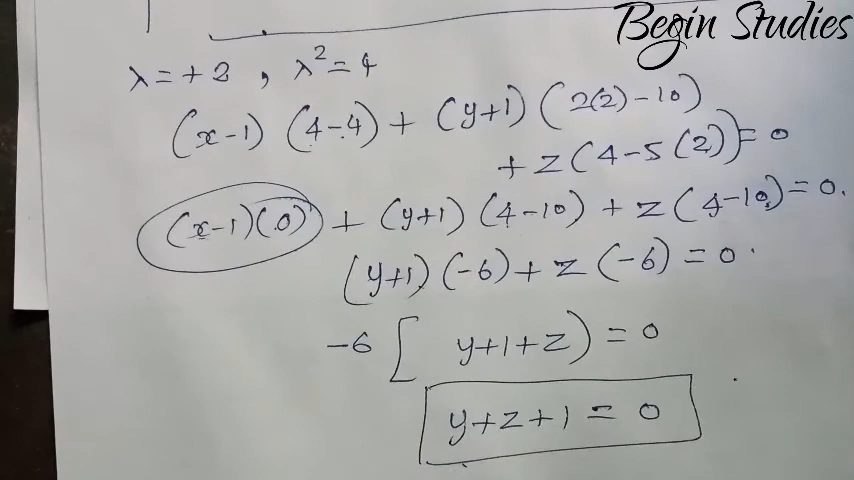 Begin Studies
λ = + 2 , λ² = 4
(x-1) (4-4) + (y+1) (2(2)-10)
+ z (4-5(2)) = 0
(x-1)(0) + (y+1) (4-10) + z (4-10) = 0.
(y+1) (-6) + z (-6) = 0.
-6 [ y+1+z ) = 0
y+z+1 = 0